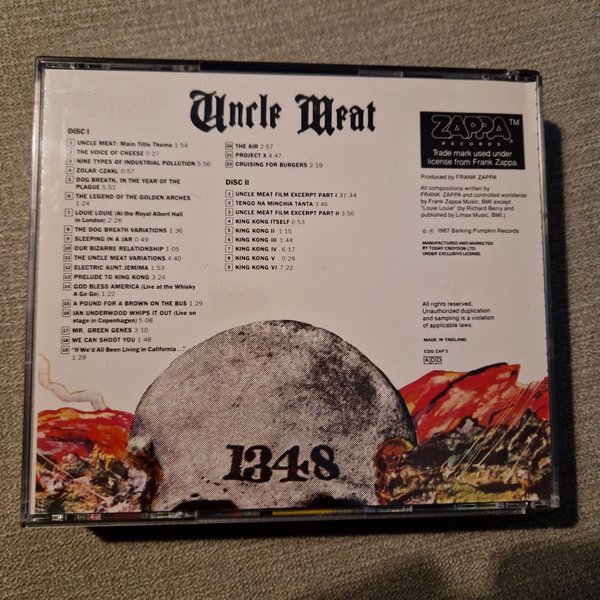 Uncle Meat
DISC I
1 UNCLE MEAT: Main Title Theme 1:54
2 THE VOICE OF CHEESE 0:27
3 NINE TYPES OF INDUSTRIAL POLLUTION 5:56
4 ZOLAR CZAKL 0:57
5 DOG BREATH, IN THE YEAR OF THE
PLAGUE 5:51
6 THE LEGEND OF THE GOLDEN ARCHES
1:24
7 LOUIE LOUIE (At the Royal Albert Hall
in London) 2:28
8 THE DOG BREATH VARIATIONS 1:36
9 SLEEPING IN A JAR 0:49
10 OUR BIZARRE RELATIONSHIP 1:05
11 THE UNCLE MEAT VARIATIONS 4:40
12 ELECTRIC AUNT JEMIMA 1:53
13 PRELUDE TO KING KONG 3:24
14 GOD BLESS AMERICA (Live at the Whisky
A Go Go) 1:22
15 A POUND FOR A BROWN ON THE BUS 1:29
16 IAN UNDERWOOD WHIPS IT OUT (Live on
stage in Copenhagen) 5:08
17 MR. GREEN GENES 3:10
18 WE CAN SHOOT YOU 1:48
19 "If We'd All Been Living in California . . ."
1:29
20 THE AIR 2:57
21 PROJECT X 4:47
22 CRUISING FOR BURGERS 2:19
DISC II
1 UNCLE MEAT FILM EXCERPT PART I 37:34
2 TENGO NA MINCHIA TANTA 3:46
3 UNCLE MEAT FILM EXCERPT PART II 3:50
4 KING KONG ITSELF 0:53
5 KING KONG II 1:15
6 KING KONG III 1:44
7 KING KONG IV 6:17
8 KING KONG V 0:29
9 KING KONG VI 7:22
ZAPPA™
RECORDS®
Trade mark used under
license from Frank Zappa.
Produced by FRANK ZAPPA
All compositions written by
FRANK ZAPPA and controlled worldwide
by Frank Zappa Music, BMI except
"Louie Louie" (by Richard Berry and
published by Limax Music, BMI.)
© ℗ 1987 Barking Pumpkin Records
MANUFACTURED AND MARKETED
BY TODAY CROYDON LTD.
UNDER EXCLUSIVE LICENSE.
All rights reserved.
Unauthorized duplication
and sampling is a violation
of applicable laws.
MADE IN ENGLAND
CDD ZAP 3
ADD
1348